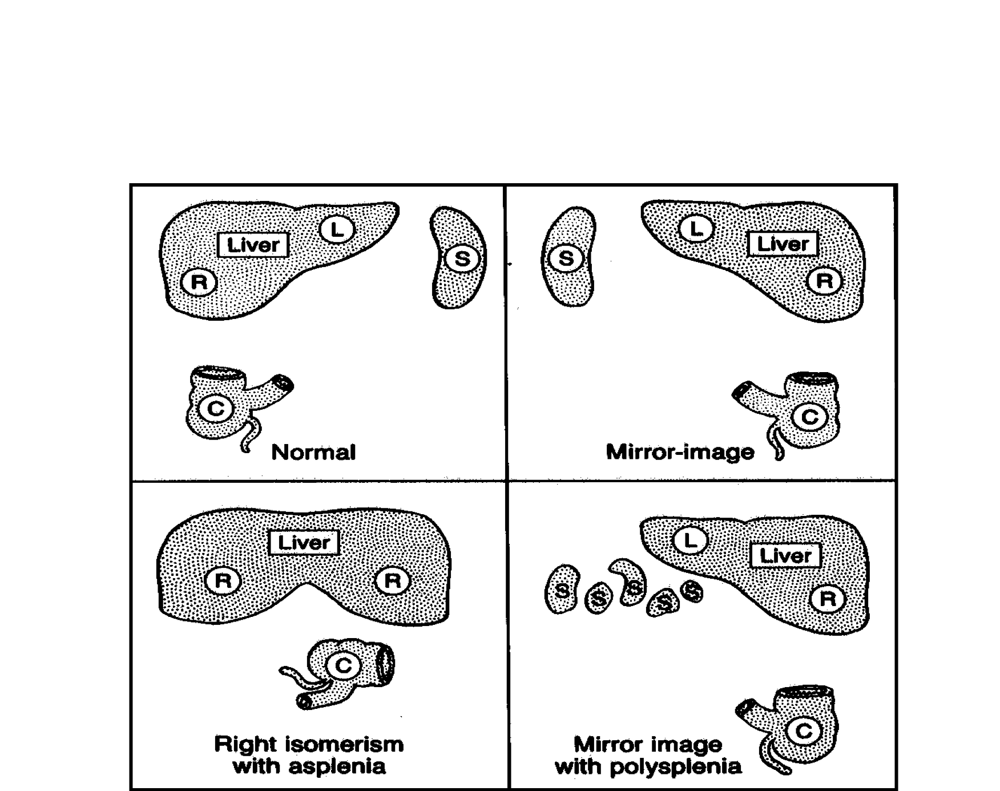 L
Liver
R
S
C
Normal
S
L
Liver
R
C
Mirror-image
Liver
R R
C
Right isomerism
with asplenia
L
Liver
S S S S S
R
C
Mirror image
with polysplenia